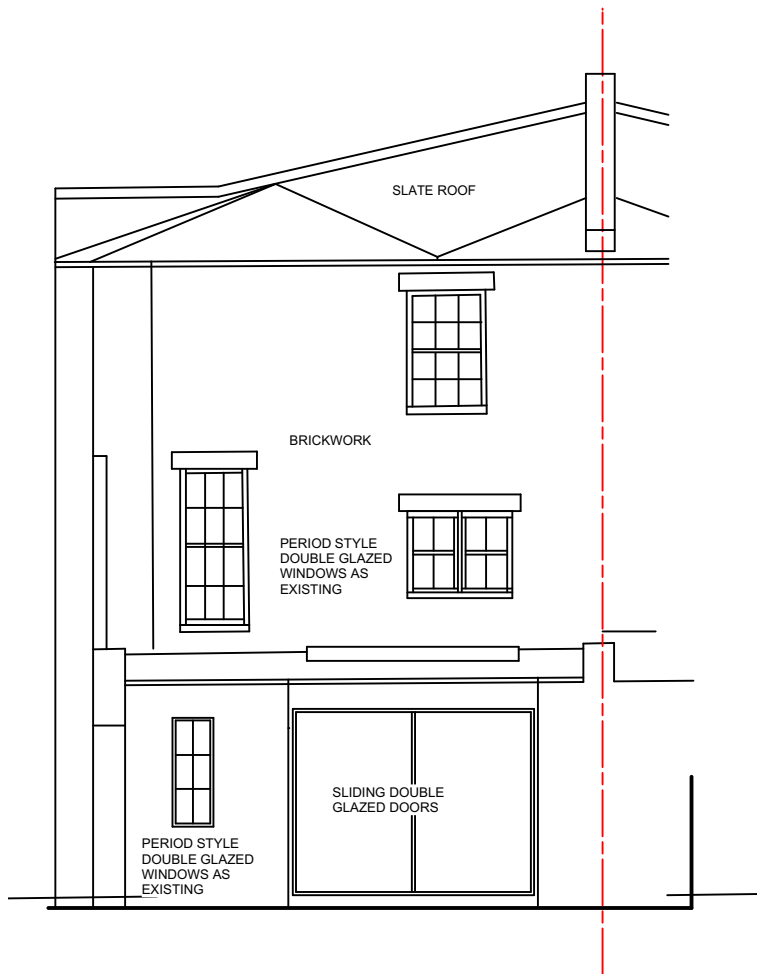 SLATE ROOF
BRICKWORK
PERIOD STYLE
DOUBLE GLAZED
WINDOWS AS
EXISTING
SLIDING DOUBLE
GLAZED DOORS
PERIOD STYLE
DOUBLE GLAZED
WINDOWS AS
EXISTING